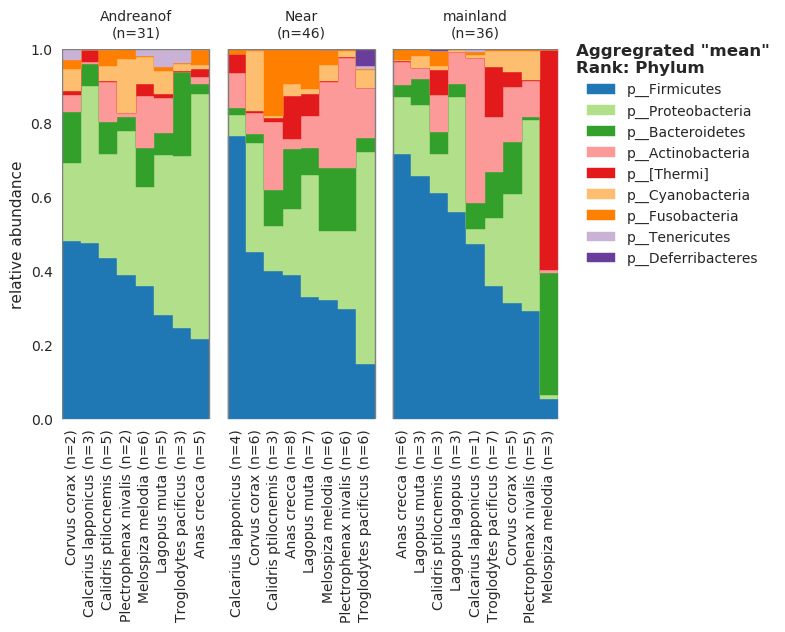 Andreanof
(n=31)
Near
(n=46)
mainland
(n=36)
Aggregrated "mean"
Rank: Phylum
p__Firmicutes
p__Proteobacteria
p__Bacteroidetes
p__Actinobacteria
p__[Thermi]
p__Cyanobacteria
p__Fusobacteria
p__Tenericutes
p__Deferribacteres
relative abundance
1.0
0.8
0.6
0.4
0.2
0.0
Corvus corax (n=2)
Calcarius lapponicus (n=3)
Calidris ptilocnemis (n=5)
Plectrophenax nivalis (n=2)
Melospiza melodia (n=6)
Lagopus muta (n=5)
Troglodytes pacificus (n=3)
Anas crecca (n=5)
Calcarius lapponicus (n=4)
Corvus corax (n=6)
Calidris ptilocnemis (n=3)
Anas crecca (n=8)
Lagopus muta (n=7)
Melospiza melodia (n=6)
Plectrophenax nivalis (n=6)
Troglodytes pacificus (n=6)
Anas crecca (n=6)
Lagopus muta (n=3)
Calidris ptilocnemis (n=3)
Lagopus lagopus (n=3)
Calcarius lapponicus (n=1)
Troglodytes pacificus (n=7)
Corvus corax (n=5)
Plectrophenax nivalis (n=5)
Melospiza melodia (n=3)